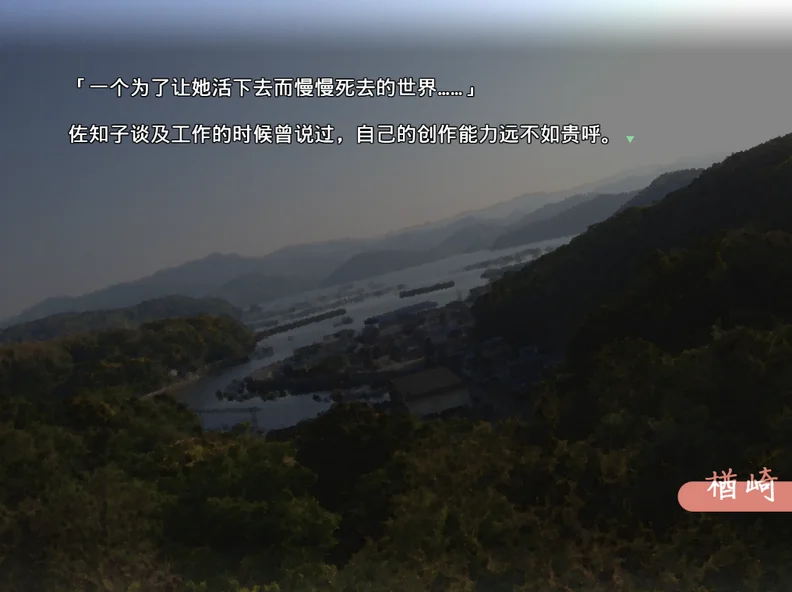 「一个为了让她活下去而慢慢死去的世界……」
佐知子谈及工作的时候曾说过，自己的创作能力远不如贵呼。
楢崎